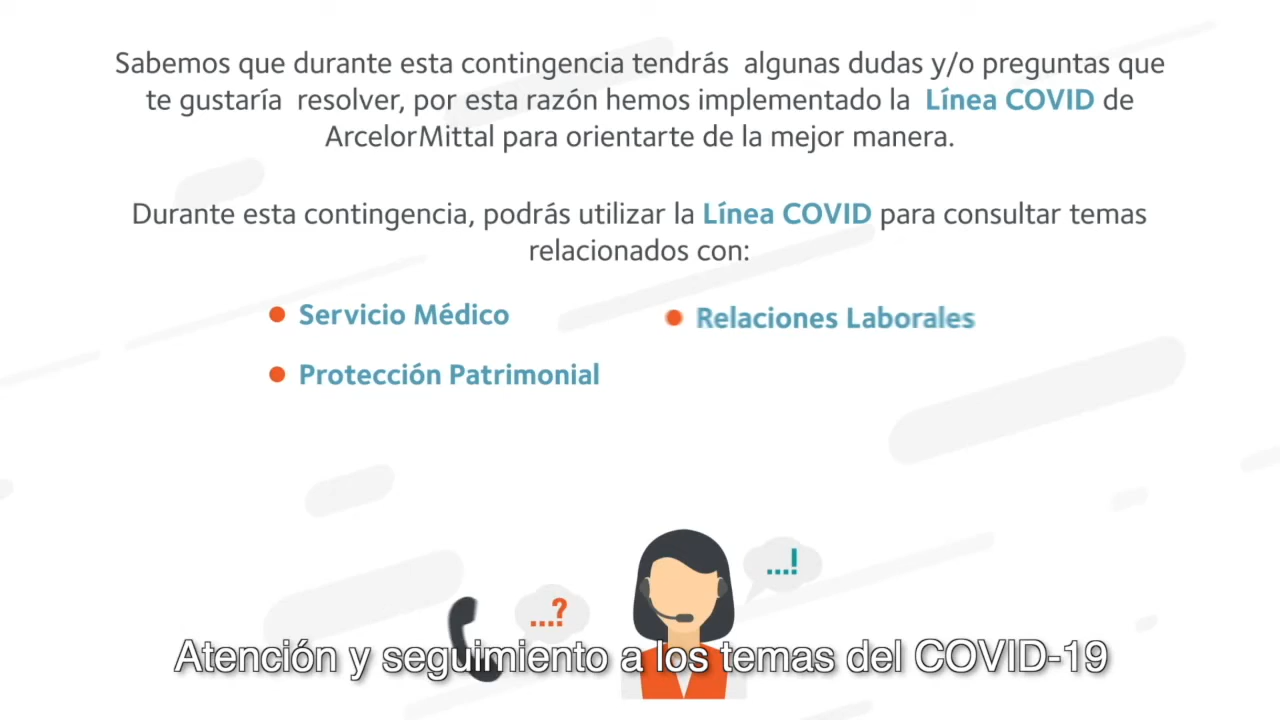 Sabemos que durante esta contingencia tendrás algunas dudas y/o preguntas que
te gustaría resolver, por esta razón hemos implementado la Línea COVID de
ArcelorMittal para orientarte de la mejor manera.
Durante esta contingencia, podrás utilizar la Línea COVID para consultar temas
relacionados con:
Servicio Médico
Relaciones Laborales
Protección Patrimonial
...!
...?
Atención y seguimiento a los temas del COVID-19